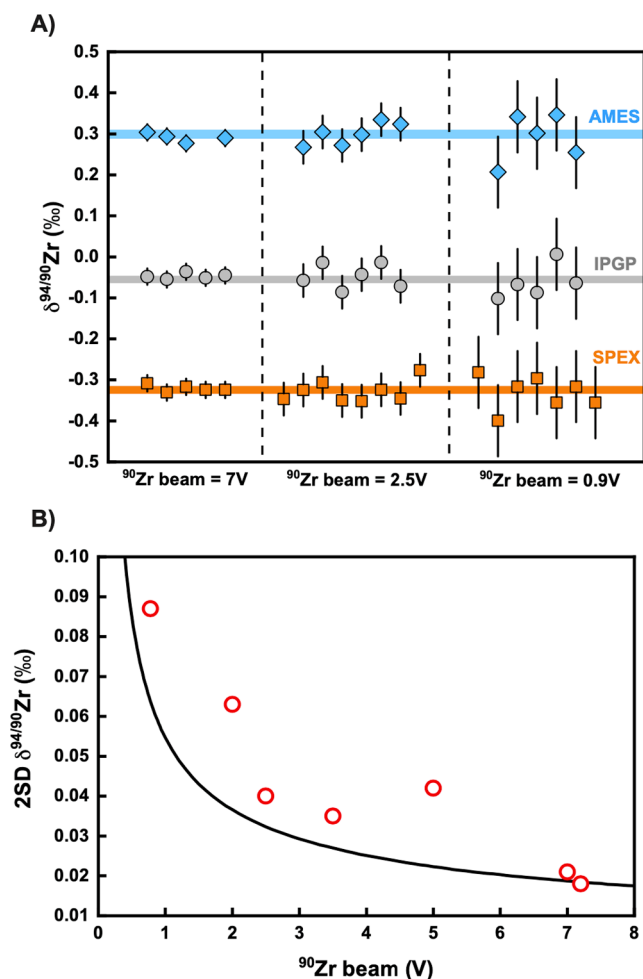 A)
0.5
0.4
0.3
0.2
0.1
0.0
-0.1
-0.2
-0.3
-0.4
-0.5
δ94/90Zr (‰)
AMES
IPGP
SPEX
90Zr beam = 7V
90Zr beam = 2.5V
90Zr beam = 0.9V
B)
0.10
0.09
0.08
0.07
0.06
0.05
0.04
0.03
0.02
0.01
2SD δ94/90Zr (‰)
0 1 2 3 4 5 6 7 8
90Zr beam (V)